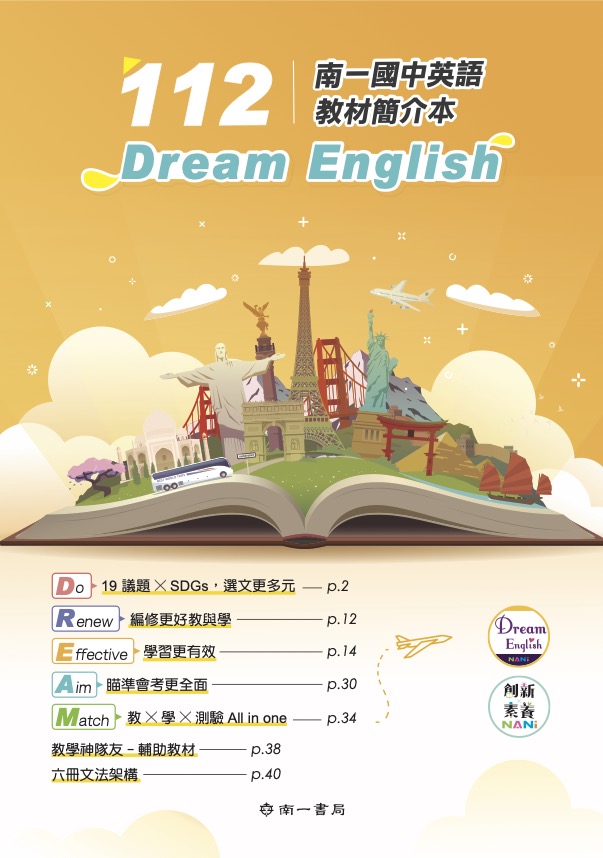 112
南一國中英語
教材簡介本
Dream English
Do 19 議題 × SDGs，選文更多元 p.2
Renew 編修更好教與學 p.12
Effective 學習更有效 p.14
Aim 瞄準會考更全面 p.30
Match 教 × 學 × 測驗 All in one p.34
教學神隊友－輔助教材 p.38
六冊文法架構 p.40
Dream
English
NANi
創新
素養
NANi
南一書局